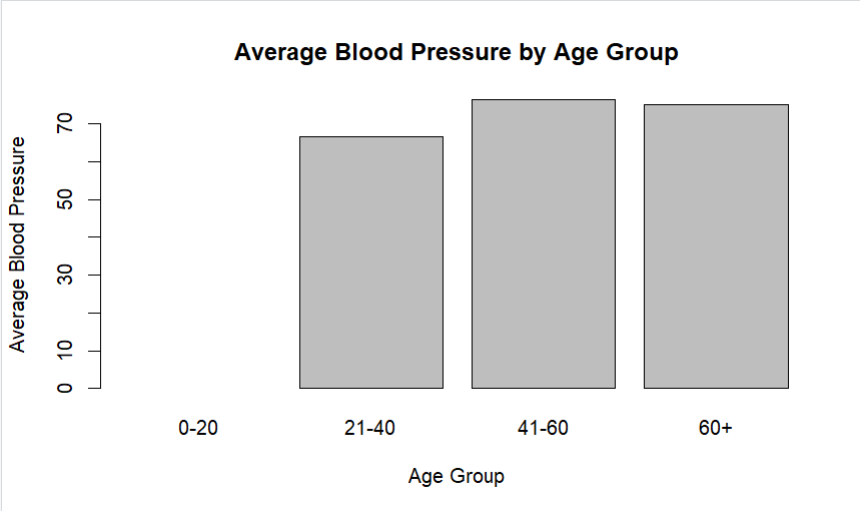 Average Blood Pressure by Age Group
Average Blood Pressure
70
50
30
10
0
0-20 21-40 41-60 60+
Age Group